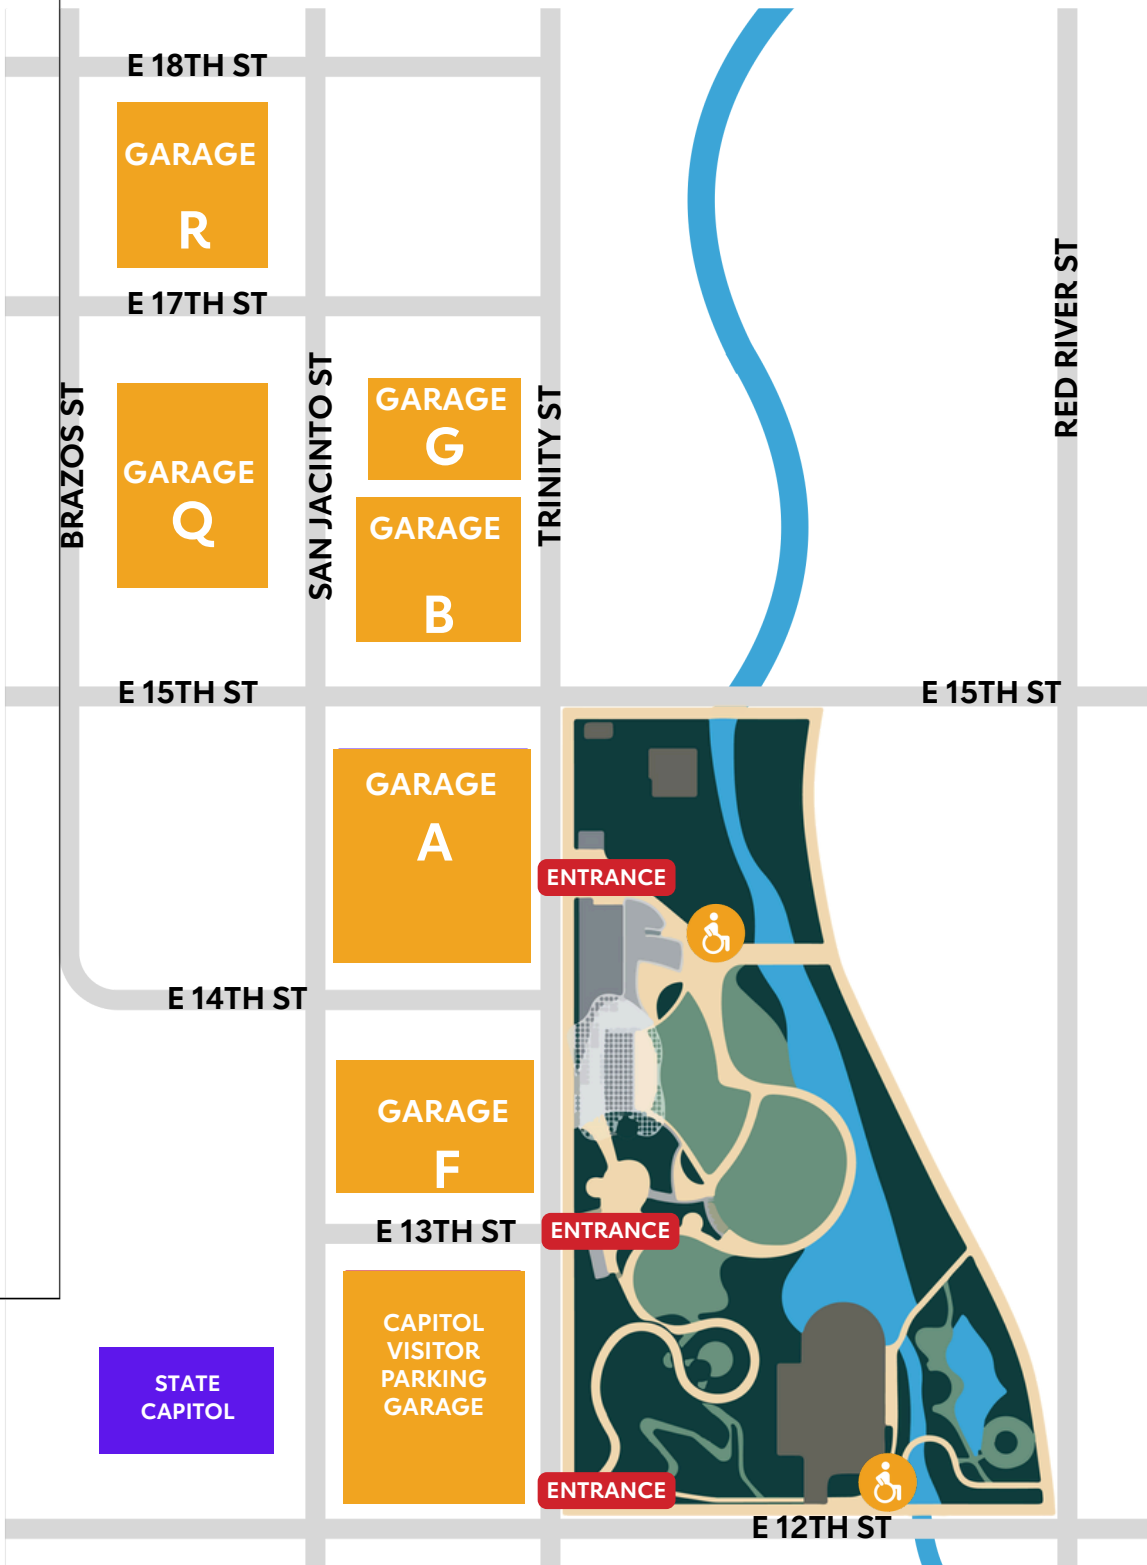 E 18TH ST
GARAGE
R
E 17TH ST
BRAZOS ST
SAN JACINTO ST
TRINITY ST
RED RIVER ST
GARAGE
G
GARAGE
Q
GARAGE
B
E 15TH ST
E 15TH ST
GARAGE
A
ENTRANCE
E 14TH ST
GARAGE
F
E 13TH ST
ENTRANCE
CAPITOL
VISITOR
PARKING
GARAGE
STATE
CAPITOL
ENTRANCE
E 12TH ST